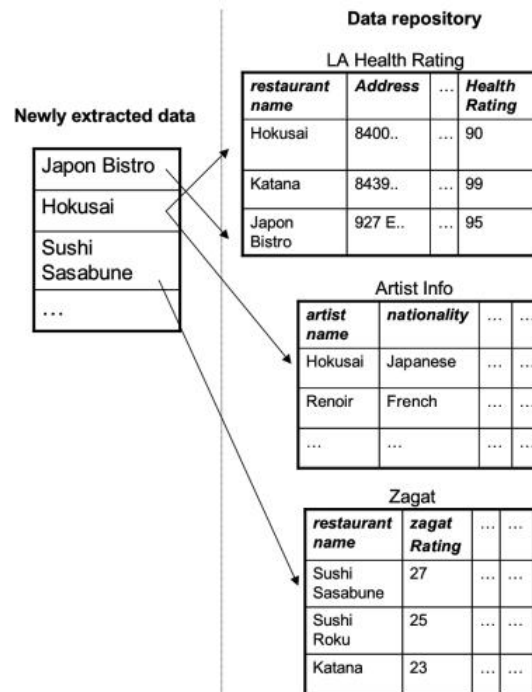 Data repository
LA Health Rating
restaurant name Address … Health Rating
Hokusai 8400.. … 90
Katana 8439.. … 99
Japon Bistro 927 E.. … 95
Newly extracted data
Japon Bistro
Hokusai
Sushi Sasabune
…
Artist Info
artist name nationality … …
Hokusai Japanese … …
Renoir French … …
… … … …
Zagat
restaurant name zagat Rating … …
Sushi Sasabune 27 … …
Sushi Roku 25 … …
Katana 23 … …